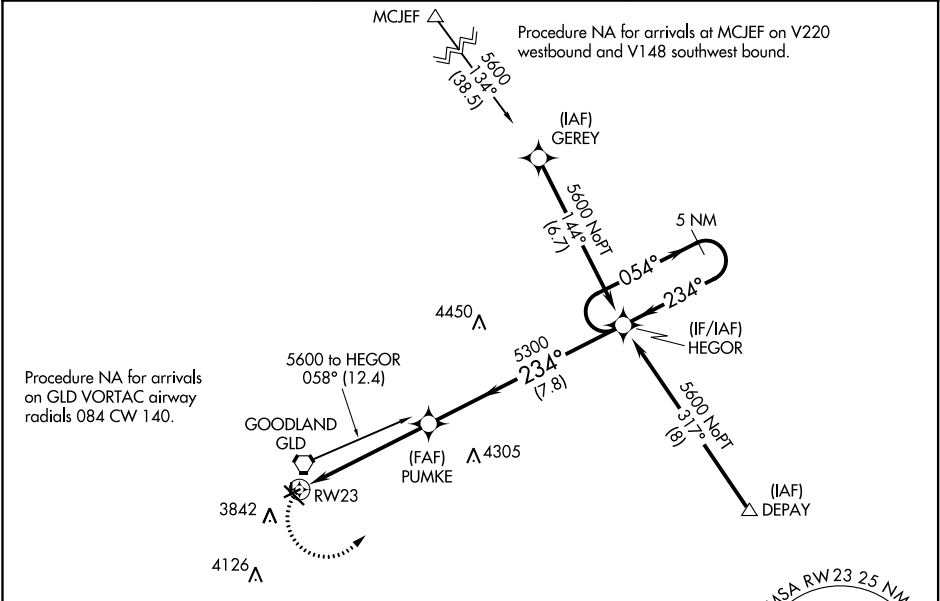 MCJEF
Procedure NA for arrivals at MCJEF on V220
westbound and V148 southwest bound.
5600
134°
(38.5)
(IAF)
GEREY
5600 NoPT
144°
(6.7)
5 NM
054°
234°
4450
(IF/IAF)
HEGOR
5300
234°
(7.8)
5600 to HEGOR
058° (12.4)
Procedure NA for arrivals
on GLD VORTAC airway
radials 084 CW 140.
5600 NoPT
317°
(8)
GOODLAND
GLD
(FAF)
PUMKE
4305
RW23
(IAF)
DEPAY
3842
4126
MSA RW23 25 NM